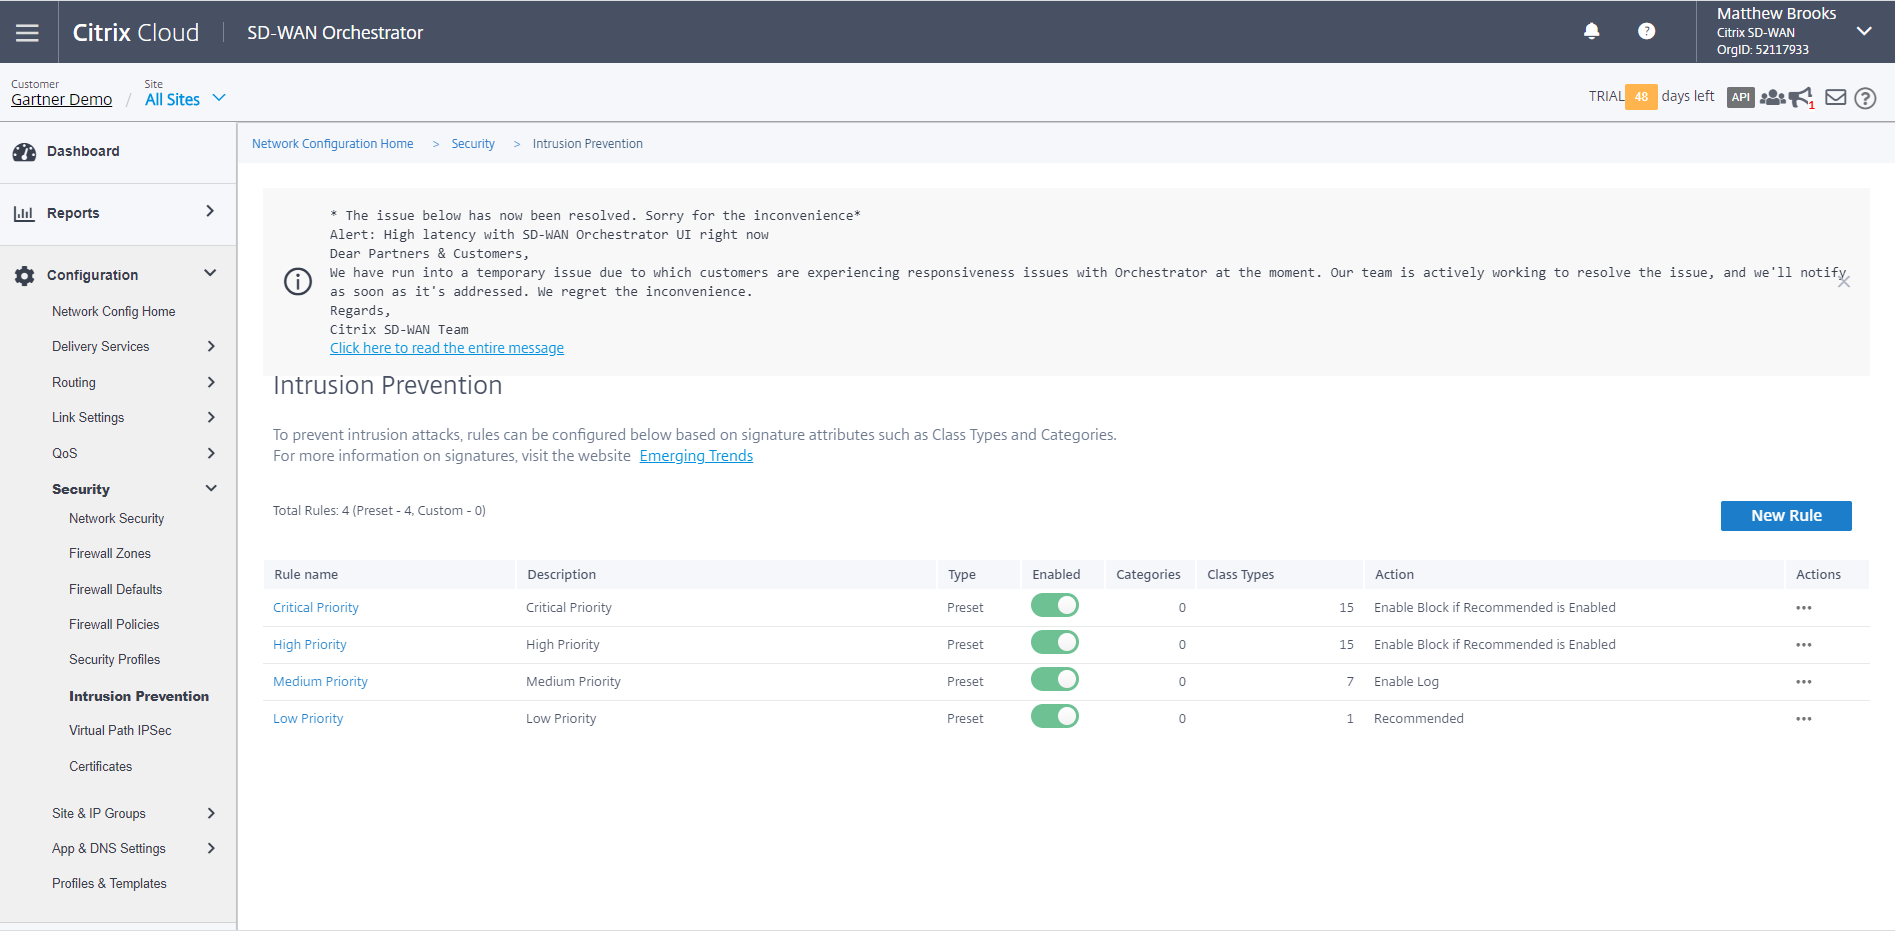 Citrix Cloud
SD-WAN Orchestrator
?
Matthew Brooks
Citrix SD-WAN
OrgID: 52117933
Customer
Gartner Demo
/
Site
All Sites
TRIAL 48 days left
API
1
?
Dashboard
Reports
Configuration
Network Config Home
Delivery Services
Routing
Link Settings
QoS
Security
Network Security
Firewall Zones
Firewall Defaults
Firewall Policies
Security Profiles
Intrusion Prevention
Virtual Path IPSec
Certificates
Site & IP Groups
App & DNS Settings
Profiles & Templates
Network Configuration Home > Security > Intrusion Prevention
* The issue below has now been resolved. Sorry for the inconvenience*
Alert: High latency with SD-WAN Orchestrator UI right now
Dear Partners & Customers,
We have run into a temporary issue due to which customers are experiencing responsiveness issues with Orchestrator at the moment. Our team is actively working to resolve the issue, and we'll notify
as soon as it's addressed. We regret the inconvenience.
Regards,
Citrix SD-WAN Team
Click here to read the entire message
Intrusion Prevention
To prevent intrusion attacks, rules can be configured below based on signature attributes such as Class Types and Categories.
For more information on signatures, visit the website Emerging Trends
Total Rules: 4 (Preset - 4, Custom - 0)
New Rule
Rule name Description Type Enabled Categories Class Types Action Actions
Critical Priority Critical Priority Preset 0 15 Enable Block if Recommended is Enabled •••
High Priority High Priority Preset 0 15 Enable Block if Recommended is Enabled •••
Medium Priority Medium Priority Preset 0 7 Enable Log •••
Low Priority Low Priority Preset 0 1 Recommended •••